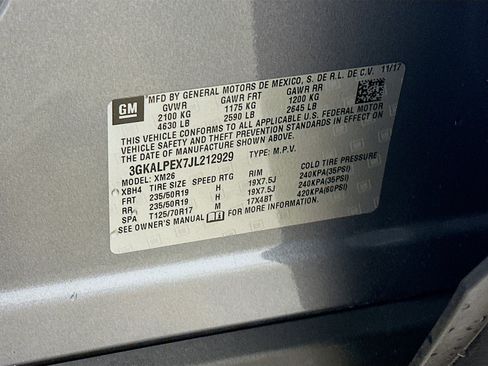 GM
MFD BY GENERAL MOTORS DE MEXICO, S. DE R.L. DE C.V. 11/17
GVWR GAWR FRT GAWR RR
2100 KG 1175 KG 1200 KG
4630 LB 2590 LB 2645 LB
THIS VEHICLE CONFORMS TO ALL APPLICABLE U.S. FEDERAL MOTOR
VEHICLE SAFETY AND THEFT PREVENTION STANDARDS IN EFFECT ON
THE DATE OF MANUFACTURE SHOWN ABOVE.
3GKALPEX7JL212929 TYPE: M.P.V.
MODEL: XM26
XBH4 TIRE SIZE SPEED RTG RIM COLD TIRE PRESSURE
FRT 235/50R19 H 19X7.5J 240KPA(35PSI)
RR 235/50R19 H 19X7.5J 240KPA(35PSI)
SPA T125/70R17 M 17X4BT 420KPA(60PSI)
SEE OWNER'S MANUAL FOR MORE INFORMATION.